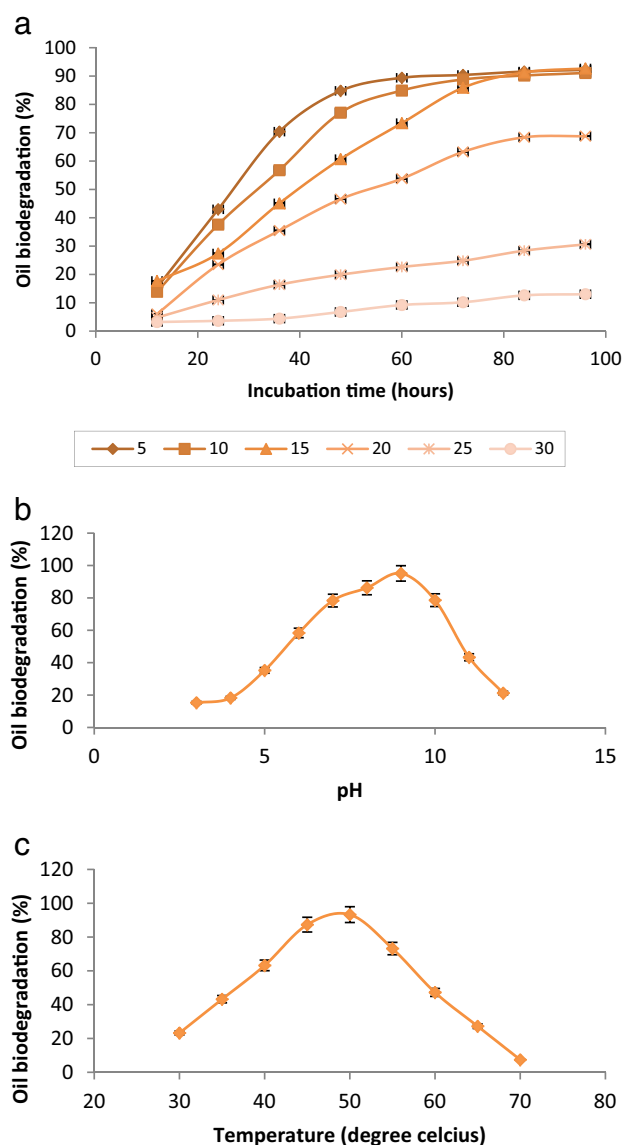 a
100
90
80
70
60
50
40
30
20
10
0
Oil biodegradation (%)
0 20 40 60 80 100
Incubation time (hours)
5 10 15 20 25 30
b
120
100
80
60
40
20
0
Oil biodegradation (%)
0 5 10 15
pH
c
120
100
80
60
40
20
0
Oil biodegradation (%)
20 30 40 50 60 70 80
Temperature (degree celcius)